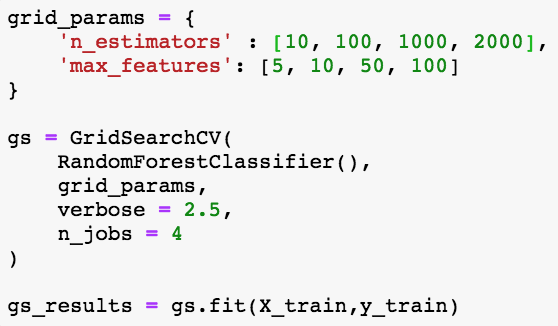 grid_params = {
    'n_estimators' : [10, 100, 1000, 2000],
    'max_features': [5, 10, 50, 100]
}
gs = GridSearchCV(
    RandomForestClassifier(),
    grid_params,
    verbose = 2.5,
    n_jobs = 4
)
gs_results = gs.fit(X_train,y_train)